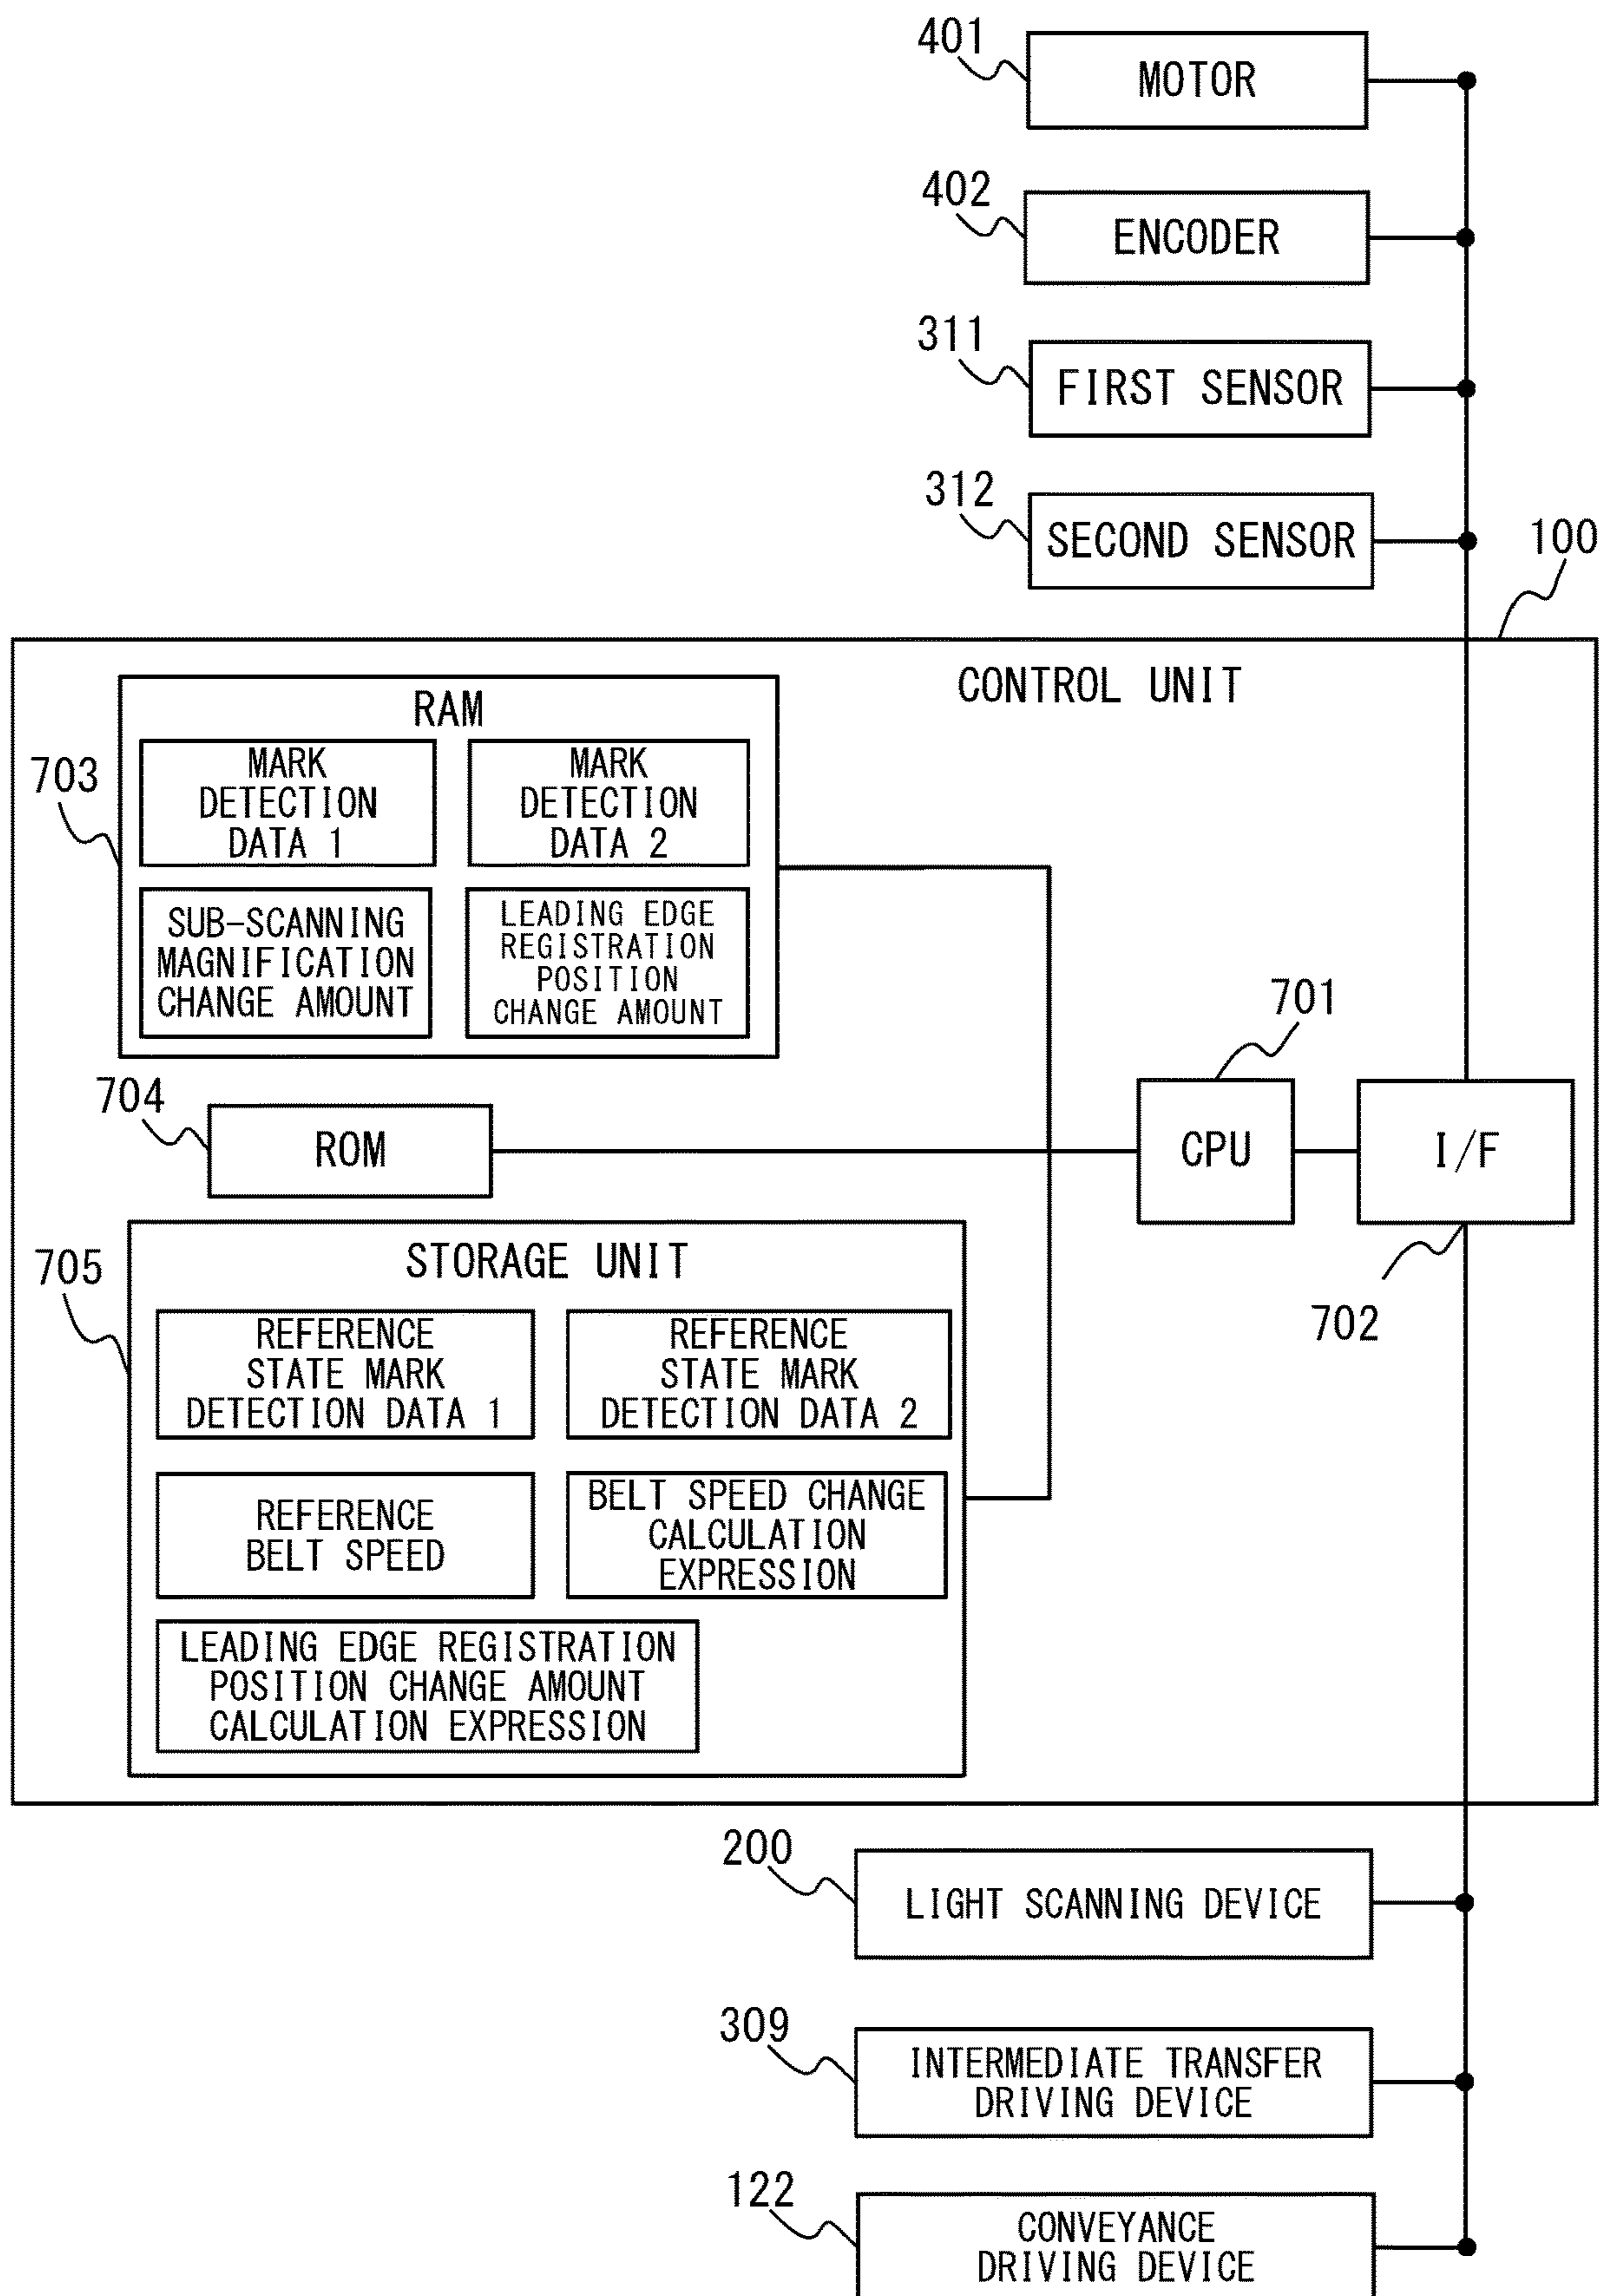 401
MOTOR
402
ENCODER
311
FIRST SENSOR
312
SECOND SENSOR
100
CONTROL UNIT
RAM
703
MARK
DETECTION
DATA 1
MARK
DETECTION
DATA 2
SUB-SCANNING
MAGNIFICATION
CHANGE AMOUNT
LEADING EDGE
REGISTRATION
POSITION
CHANGE AMOUNT
701
704
ROM
CPU
I/F
702
705
STORAGE UNIT
REFERENCE
STATE MARK
DETECTION DATA 1
REFERENCE
STATE MARK
DETECTION DATA 2
REFERENCE
BELT SPEED
BELT SPEED CHANGE
CALCULATION
EXPRESSION
LEADING EDGE REGISTRATION
POSITION CHANGE AMOUNT
CALCULATION EXPRESSION
200
LIGHT SCANNING DEVICE
309
INTERMEDIATE TRANSFER
DRIVING DEVICE
122
CONVEYANCE
DRIVING DEVICE